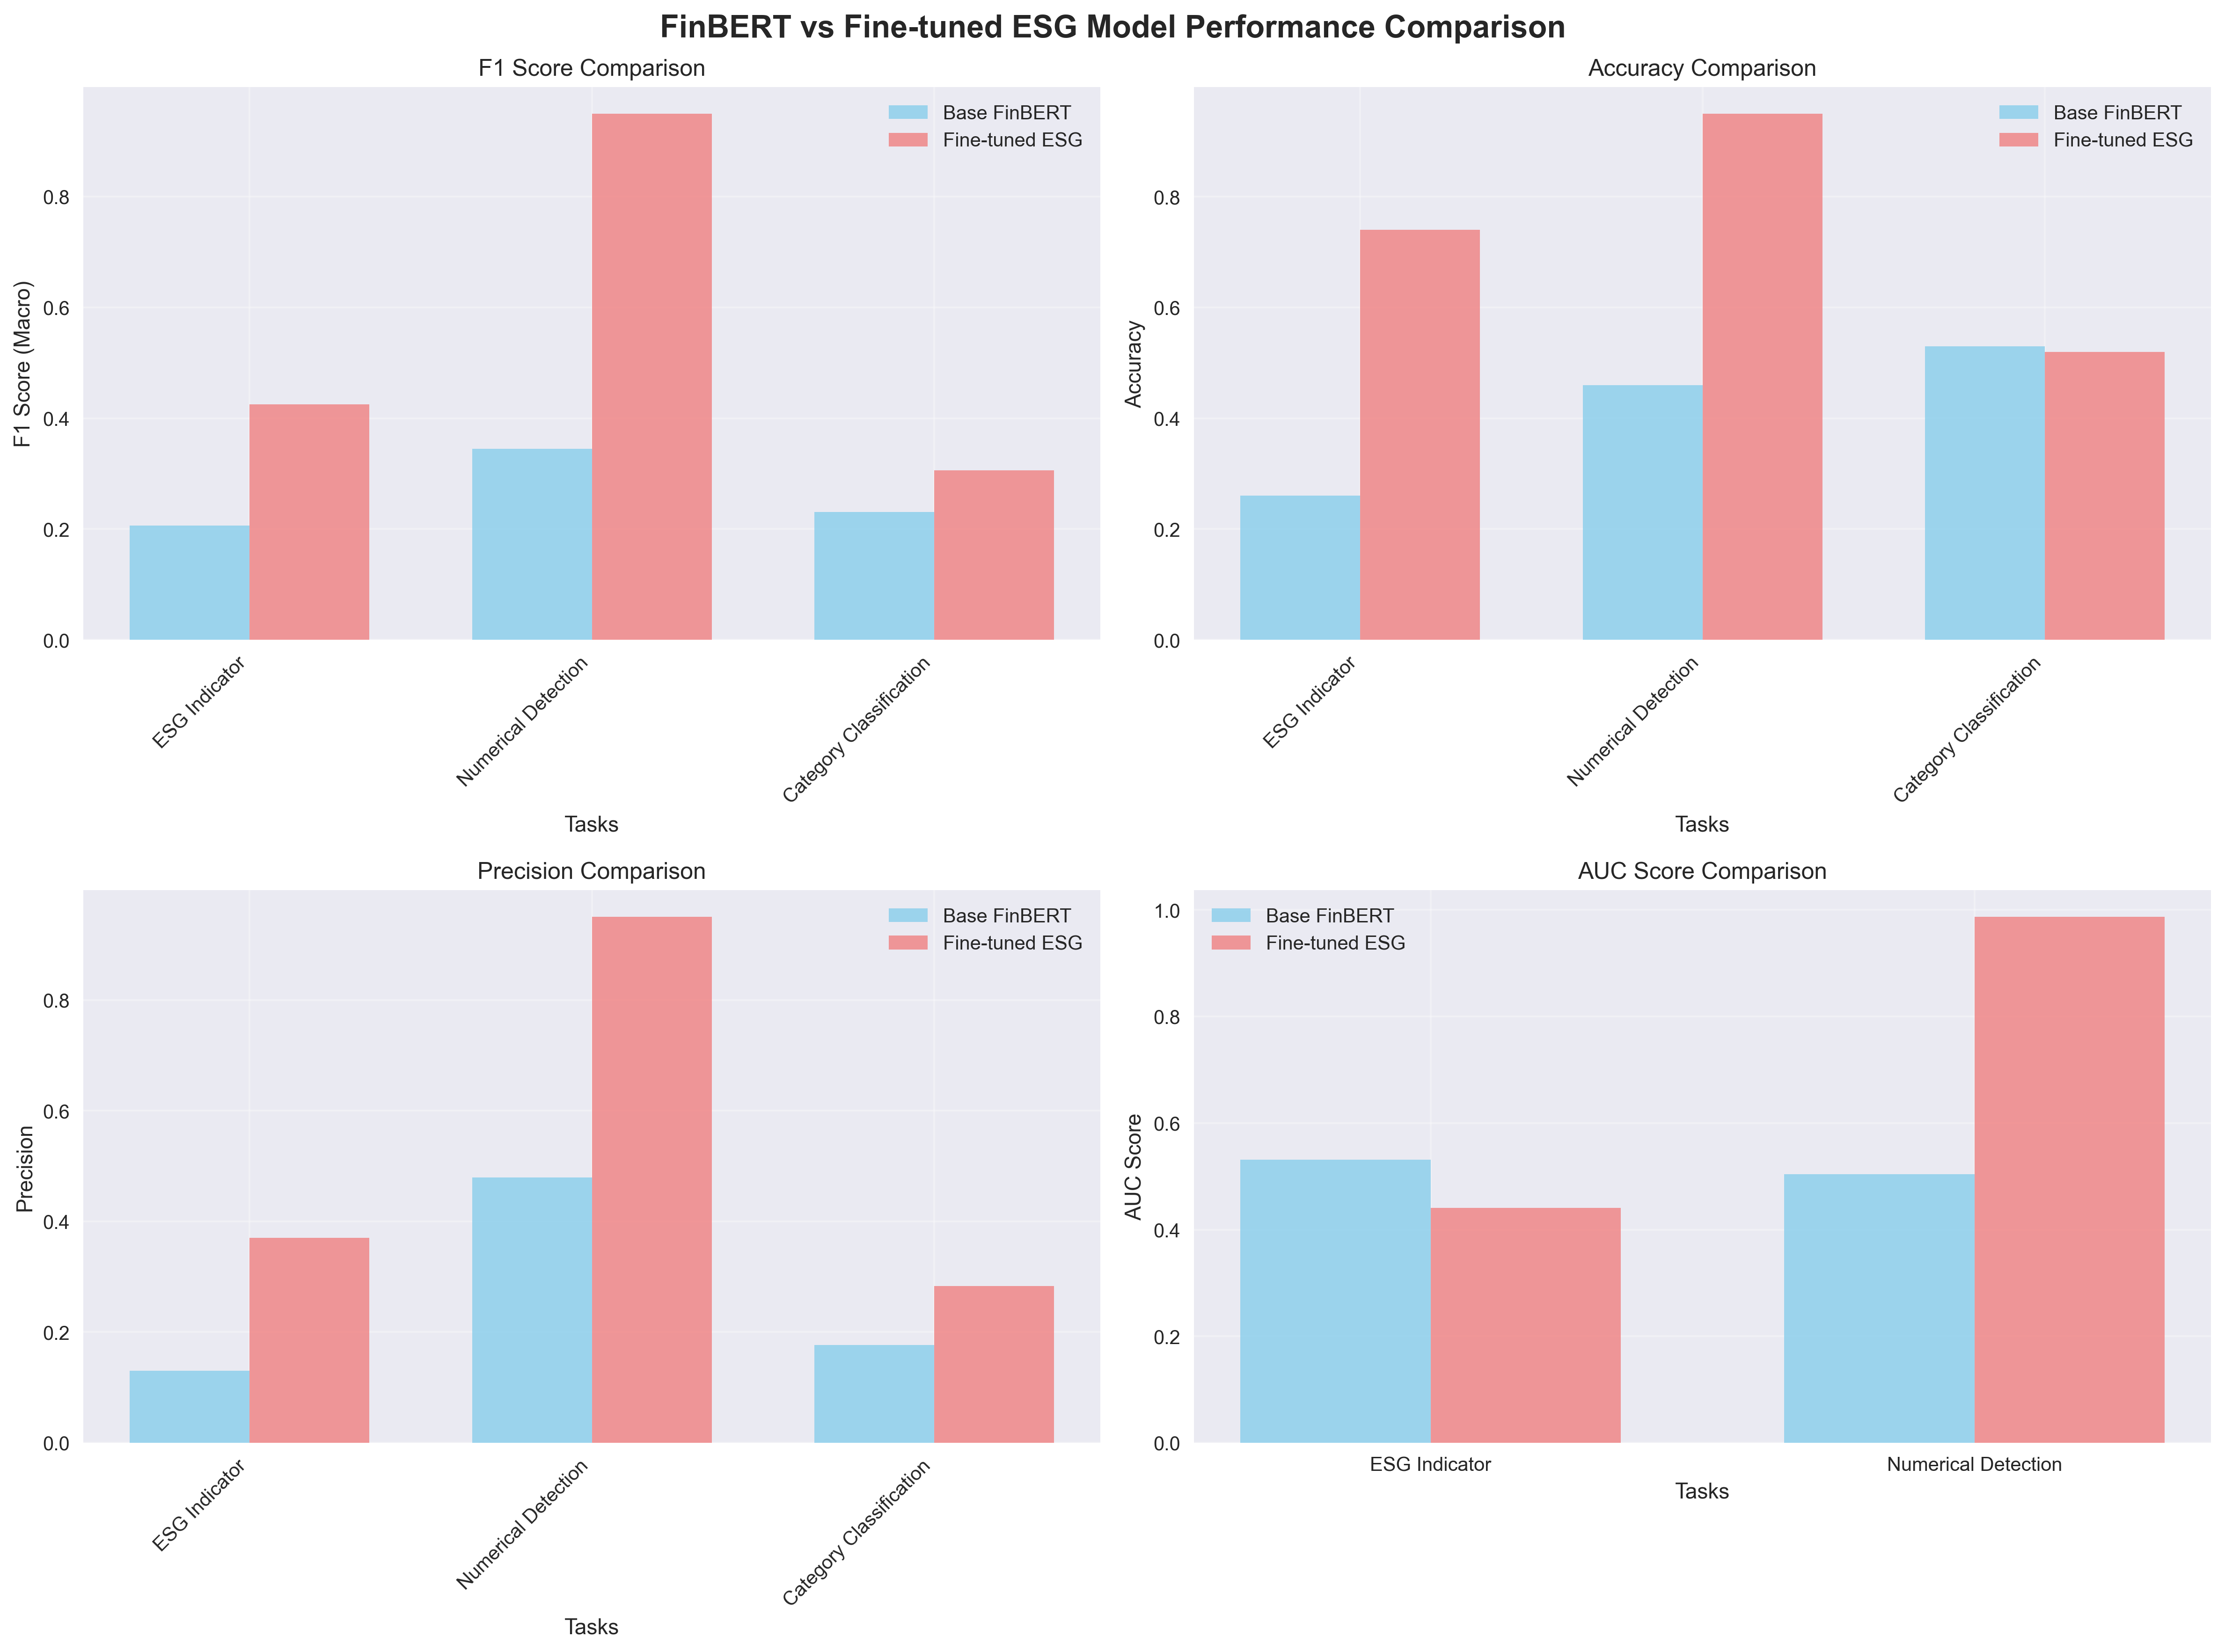 FinBERT vs Fine-tuned ESG Model Performance Comparison
F1 Score Comparison
F1 Score (Macro)
0.8
0.6
0.4
0.2
0.0
Base FinBERT
Fine-tuned ESG
ESG Indicator
Numerical Detection
Category Classification
Tasks
Accuracy Comparison
Accuracy
0.8
0.6
0.4
0.2
0.0
Base FinBERT
Fine-tuned ESG
ESG Indicator
Numerical Detection
Category Classification
Tasks
Precision Comparison
Precision
0.8
0.6
0.4
0.2
0.0
Base FinBERT
Fine-tuned ESG
ESG Indicator
Numerical Detection
Category Classification
Tasks
AUC Score Comparison
AUC Score
1.0
0.8
0.6
0.4
0.2
0.0
Base FinBERT
Fine-tuned ESG
ESG Indicator
Numerical Detection
Tasks